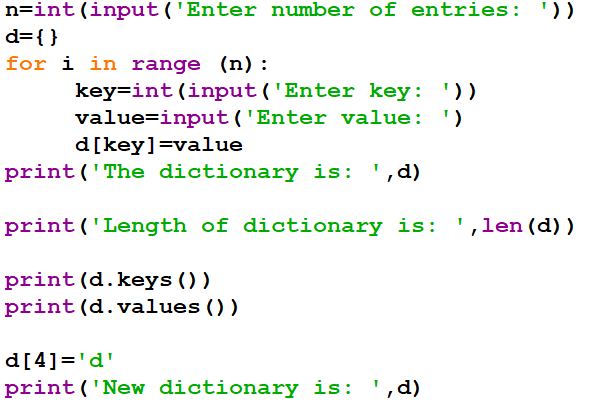 n=int(input('Enter number of entries: '))
d={}
for i in range (n):
     key=int(input('Enter key: '))
     value=input('Enter value: ')
     d[key]=value
print('The dictionary is: ',d)
print('Length of dictionary is: ',len(d))
print(d.keys())
print(d.values())
d[4]='d'
print('New dictionary is: ',d)